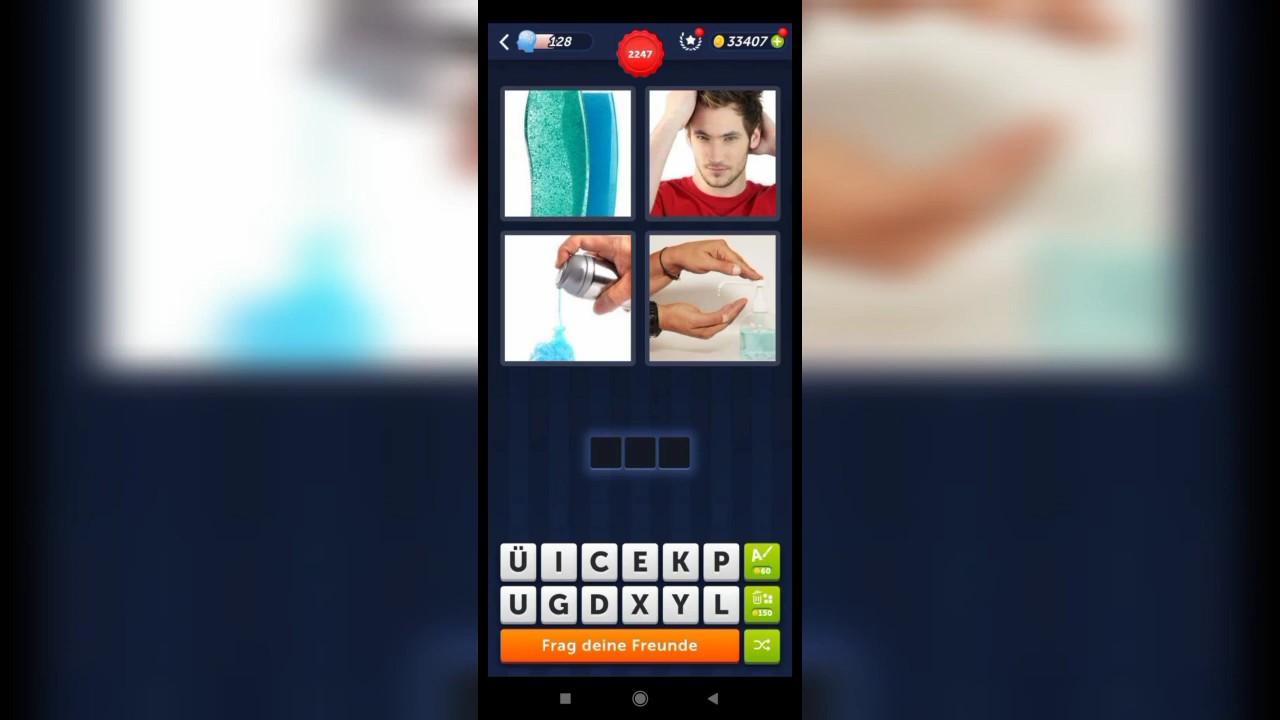 128
2247
33407
Ü I C E K P
60
U G D X Y L
150
Frag deine Freunde